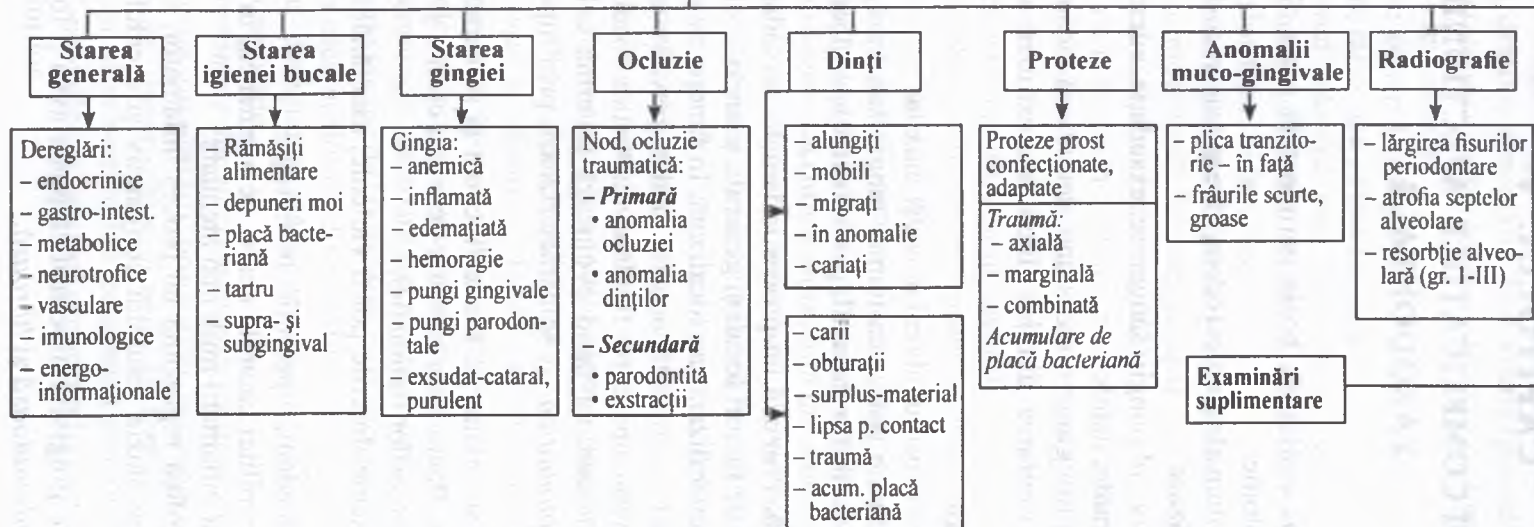 Starea
generală
Dereglări:
– endocrinice
– gastro-intest.
– metabolice
– neurotrofice
– vasculare
– imunologice
– energo-
informaționale
Starea
igienei bucale
– Rămășiți
alimentare
– depuneri moi
– placă bacte-
riană
– tartru
– supra- și
subgingival
Starea
gingiei
Gingia:
– anemică
– inflamată
– edemațiată
– hemoragie
– pungi gingivale
– pungi parodon-
tale
– exsudat-cataral,
purulent
Ocluzie
Nod, ocluzie
traumatică:
– Primară
• anomalia
ocluziei
• anomalia
dinților
– Secundară
• parodontită
• exstracții
Dinți
– alungiți
– mobili
– migrați
– în anomalie
– cariați
– carii
– obturații
– surplus-material
– lipsa p. contact
– traumă
– acum. placă
bacteriană
Proteze
Proteze prost
confecționate,
adaptate
Traumă:
– axială
– marginală
– combinată
Acumulare de
placă bacteriană
Anomalii
muco-gingivale
– plica tranzito-
ric – în față
– frâurile scurte,
groase
Radiografie
– lărgirea fisurilor
periodontare
– atrofia septelor
alveolare
– resorbție alveo-
lară (gr. I-III)
Examinări
suplimentare